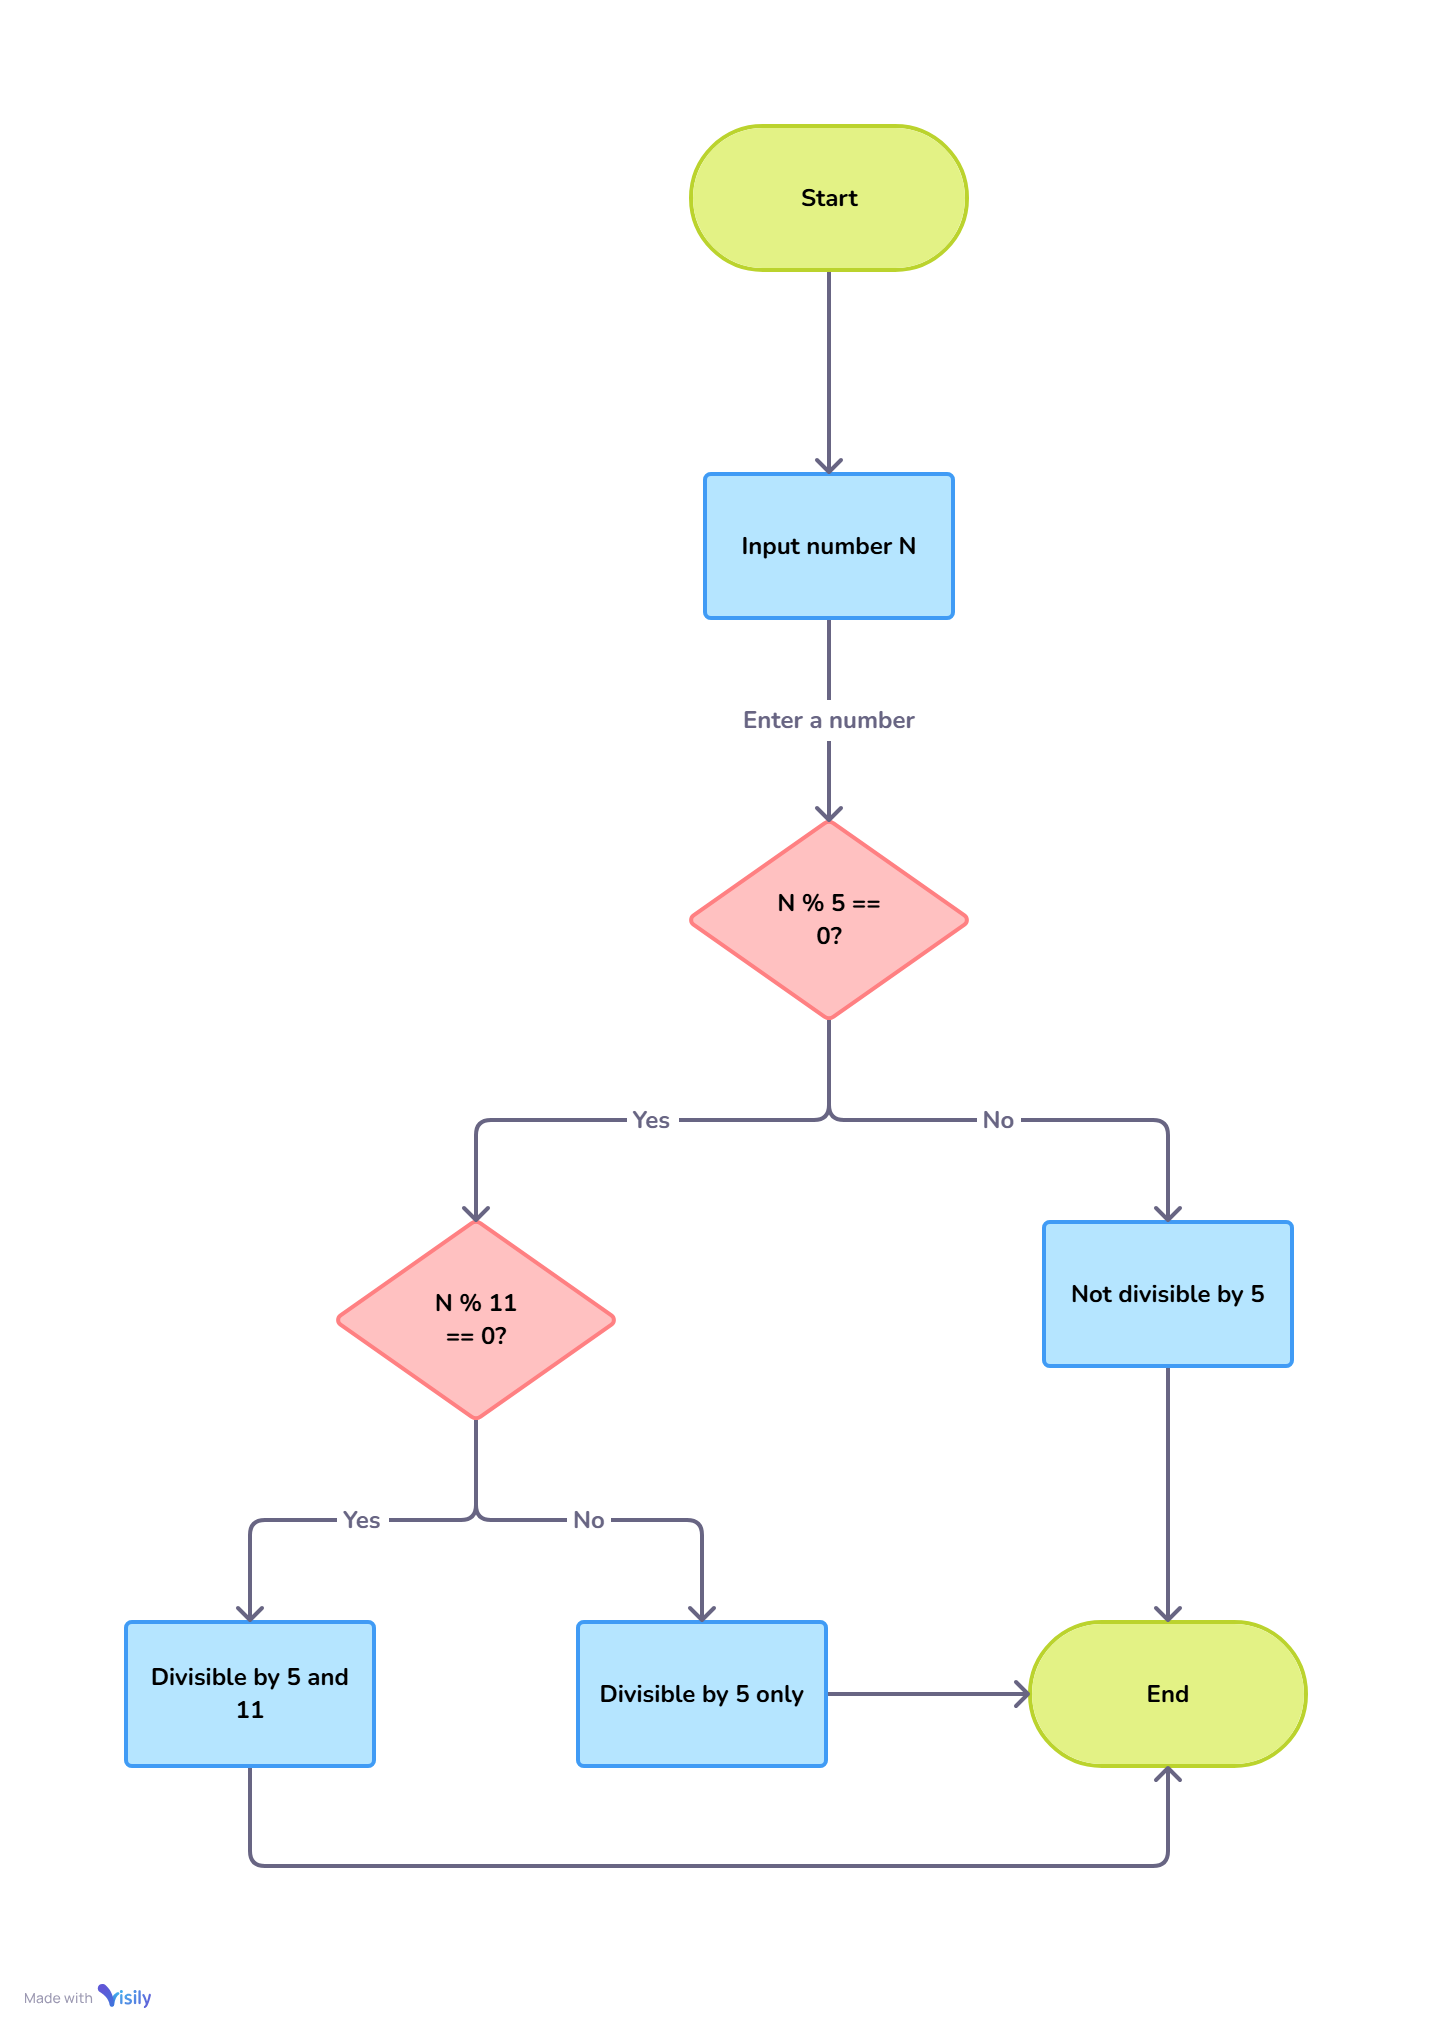 Start
Input number N
Enter a number
N % 5 ==
0?
Yes
No
N % 11
== 0?
Not divisible by 5
Yes
No
Divisible by 5 and
11
Divisible by 5 only
End
Made with Visily